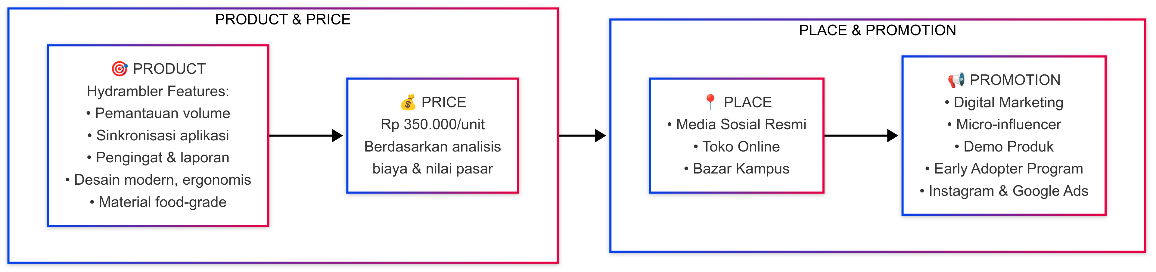 PRODUCT & PRICE
🎯 PRODUCT
Hydrambler Features:
• Pemantauan volume
• Sinkronisasi aplikasi
• Pengingat & laporan
• Desain modern, ergonomis
• Material food-grade
💰 PRICE
Rp 350.000/unit
Berdasarkan analisis
biaya & nilai pasar
PLACE & PROMOTION
📍 PLACE
• Media Sosial Resmi
• Toko Online
• Bazar Kampus
📢 PROMOTION
• Digital Marketing
• Micro-influencer
• Demo Produk
• Early Adopter Program
• Instagram & Google Ads